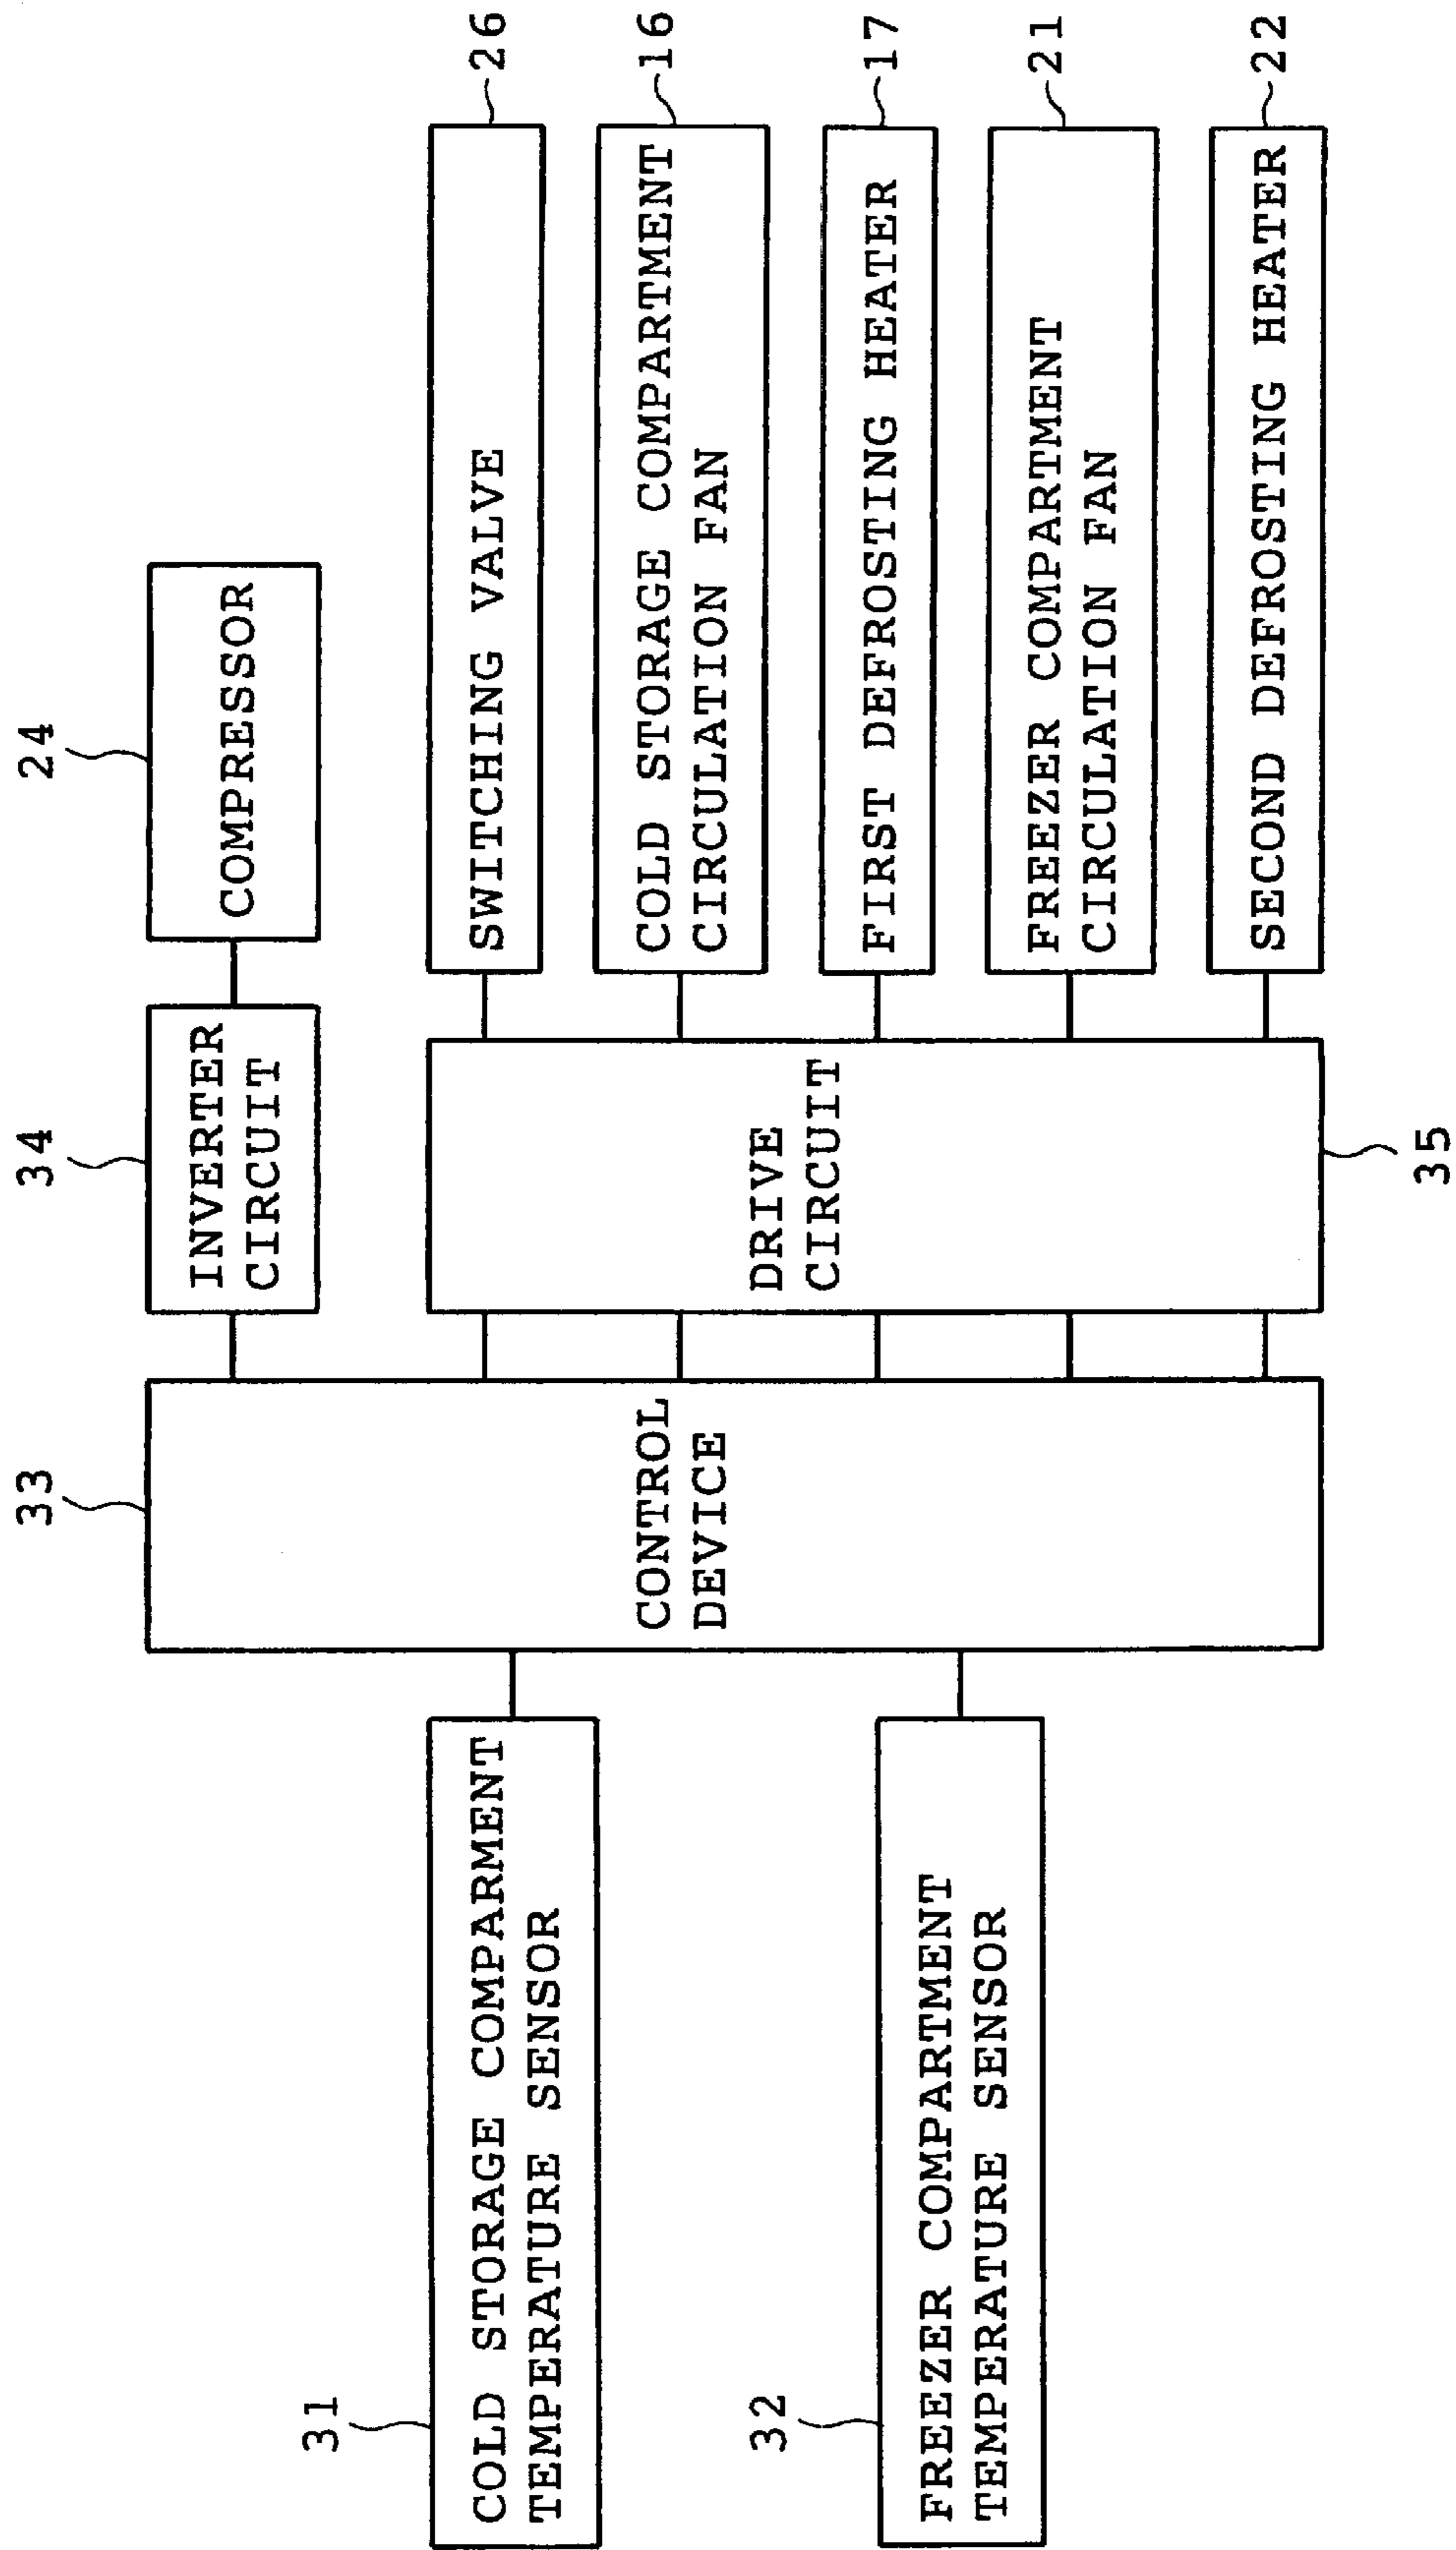 31
COLD STORAGE COMPARMENT
TEMPERATURE SENSOR
32
FREEZER COMPARTMENT
TEMPERATURE SENSOR
33
CONTROL
DEVICE
34
INVERTER
CIRCUIT
24
COMPRESSOR
DRIVE
CIRCUIT
35
SWITCHING VALVE
26
COLD STORAGE COMPARTMENT
CIRCULATION FAN
16
FIRST DEFROSTING HEATER
17
FREEZER COMPARTMENT
CIRCULATION FAN
21
SECOND DEFROSTING HEATER
22